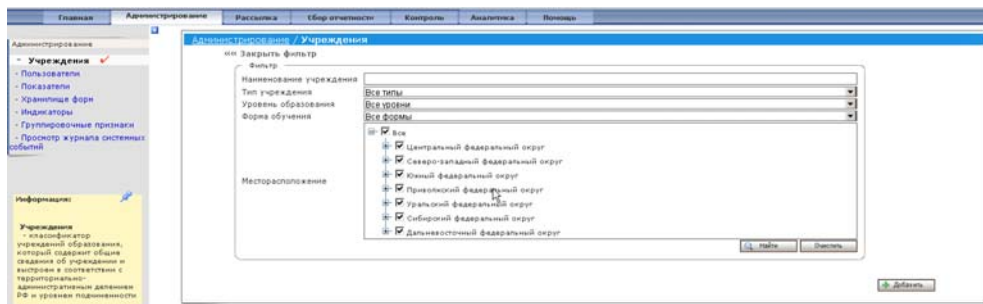 Главная Администрирование Рассылка Сбор отчетности Контроль Аналитика Помощь
Администрирование
- Учреждения
- Пользователи
- Показатели
- Хранилище форм
- Индикаторы
- Группировочные признаки
- Просмотр журнала системных
событий
Информация:
Учреждения
- классификатор
учреждений образования,
который содержит общие
сведения об учреждении и
выстроен в соответствии с
территориально-
административным делением
РФ и уровнем подчиненности
Администрирование / Учреждения
««« Закрыть фильтр
Фильтр
Наименование учреждения
Тип учреждения Все типы
Уровень образования Все уровни
Форма обучения Все формы
Месторасположение
Все
Центральный федеральный округ
Северо-западный федеральный округ
Южный федеральный округ
Приволжский федеральный округ
Уральский федеральный округ
Сибирский федеральный округ
Дальневосточный федеральный округ
Найти Очистить
Добавить